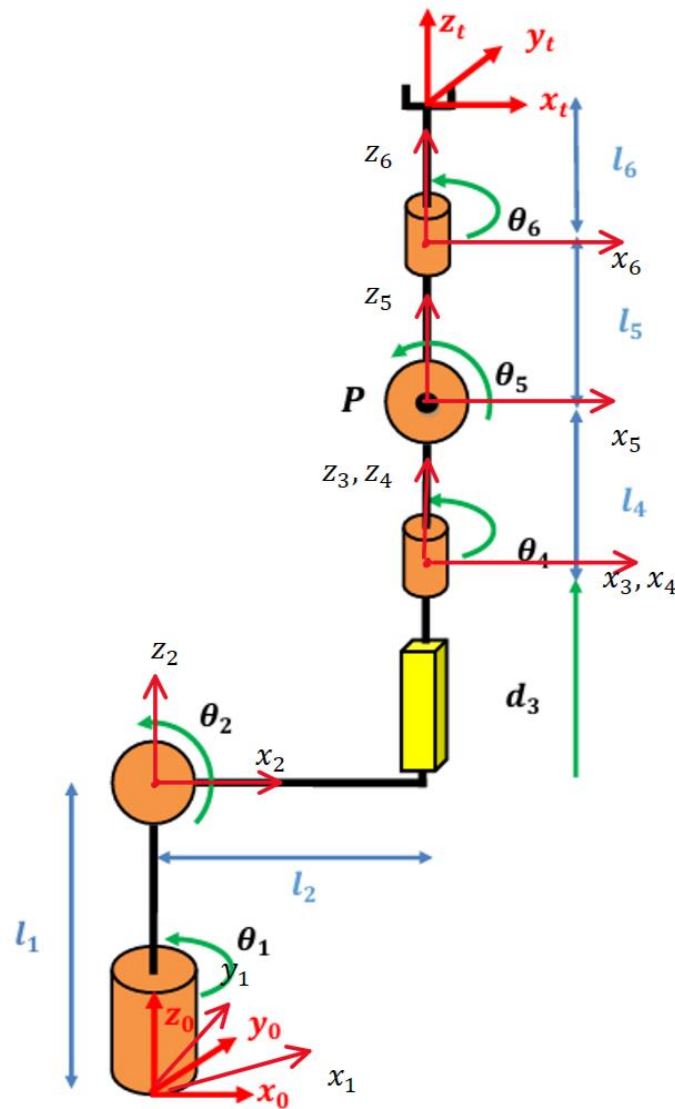 z_t
y_t
x_t
z_6
l_6
θ_6
x_6
z_5
l_5
θ_5
P
x_5
z_3, z_4
l_4
θ_4
x_3, x_4
z_2
θ_2
d_3
x_2
l_2
l_1
θ_1
y_1
z_0
y_0
x_1
x_0